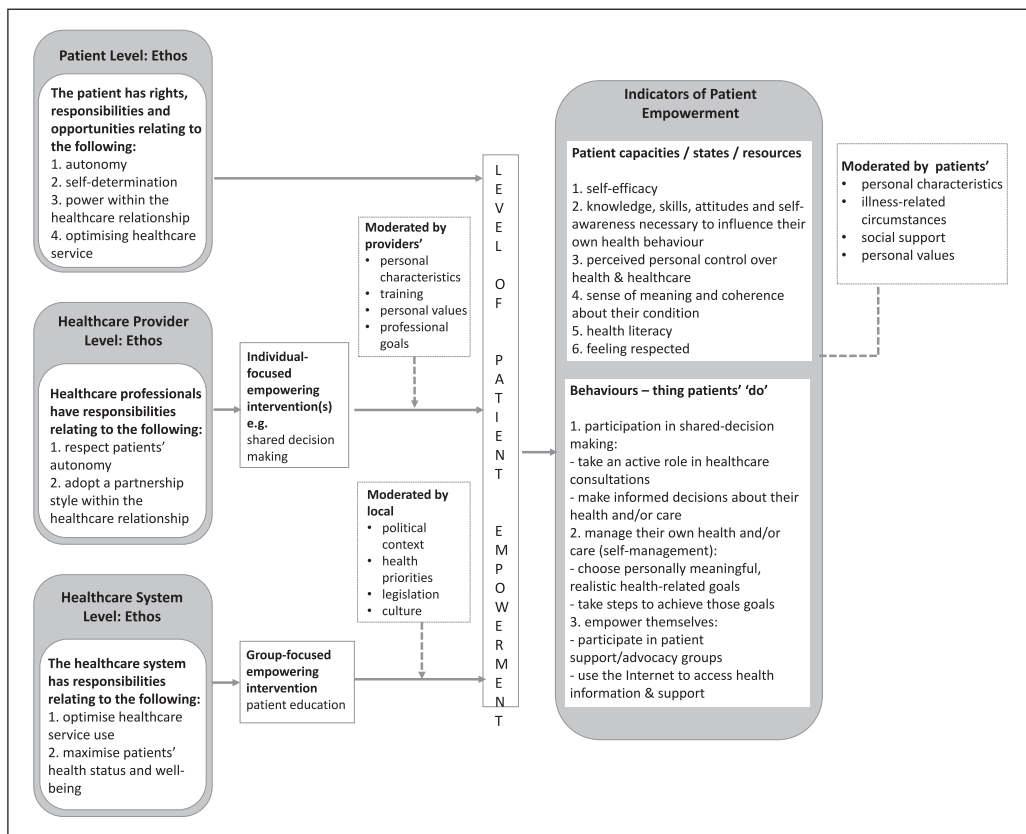 Patient Level: Ethos
The patient has rights,
responsibilities and
opportunities relating to
the following:
1. autonomy
2. self-determination
3. power within the
healthcare relationship
4. optimising healthcare
service
Healthcare Provider
Level: Ethos
Healthcare professionals
have responsibilities
relating to the following:
1. respect patients’
autonomy
2. adopt a partnership
style within the
healthcare relationship
Healthcare System
Level: Ethos
The healthcare system
has responsibilities
relating to the following:
1. optimise healthcare
service use
2. maximise patients’
health status and well-
being
Individual-
focused
empowering
intervention(s)
e.g.
shared decision
making
Group-focused
empowering
intervention
patient education
Moderated by
providers’
• personal
characteristics
• training
• personal values
• professional
goals
Moderated by
local
• political
context
• health
priorities
• legislation
• culture
LEVEL OF PATIENT EMPOWERMENT
Indicators of Patient
Empowerment
Patient capacities / states / resources
1. self-efficacy
2. knowledge, skills, attitudes and self-
awareness necessary to influence their
own health behaviour
3. perceived personal control over
health & healthcare
4. sense of meaning and coherence
about their condition
5. health literacy
6. feeling respected
Behaviours – thing patients’ ‘do’
1. participation in shared-decision
making:
- take an active role in healthcare
consultations
- make informed decisions about their
health and/or care
2. manage their own health and/or
care (self-management):
- choose personally meaningful,
realistic health-related goals
- take steps to achieve those goals
3. empower themselves:
- participate in patient
support/advocacy groups
- use the Internet to access health
information & support
Moderated by patients’
• personal characteristics
• illness-related
circumstances
• social support
• personal values